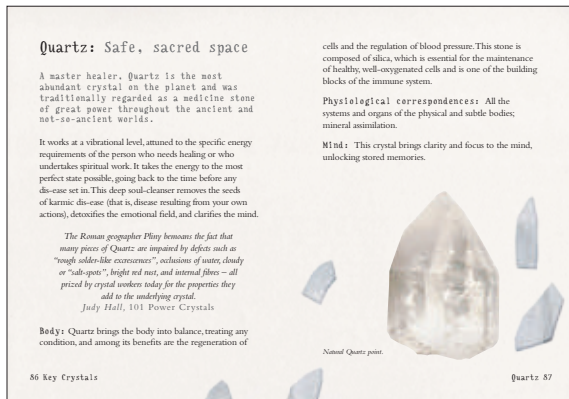 Quartz: Safe, sacred space
A master healer, Quartz is the most
abundant crystal on the planet and was
traditionally regarded as a medicine stone
of great power throughout the ancient and
not-so-ancient worlds.
It works at a vibrational level, attuned to the specific energy
requirements of the person who needs healing or who
undertakes spiritual work. It takes the energy to the most
perfect state possible, going back to the time before any
dis-ease set in. This deep soul-cleanser removes the seeds
of karmic dis-ease (that is, disease resulting from your own
actions), detoxifies the emotional field, and clarifies the mind.
The Roman geographer Pliny bemoans the fact that
many pieces of Quartz are impaired by defects such as
“rough solder-like excrescences”, occlusions of water, cloudy
or “salt-spots”, bright red rust, and internal fibres – all
prized by crystal workers today for the properties they
add to the underlying crystal.
Judy Hall, 101 Power Crystals
Body: Quartz brings the body into balance, treating any
condition, and among its benefits are the regeneration of
86 Key Crystals
cells and the regulation of blood pressure. This stone is
composed of silica, which is essential for the maintenance
of healthy, well-oxygenated cells and is one of the building
blocks of the immune system.
Physiological correspondences: All the
systems and organs of the physical and subtle bodies;
mineral assimilation.
Mind: This crystal brings clarity and focus to the mind,
unlocking stored memories.
Natural Quartz point.
Quartz 87